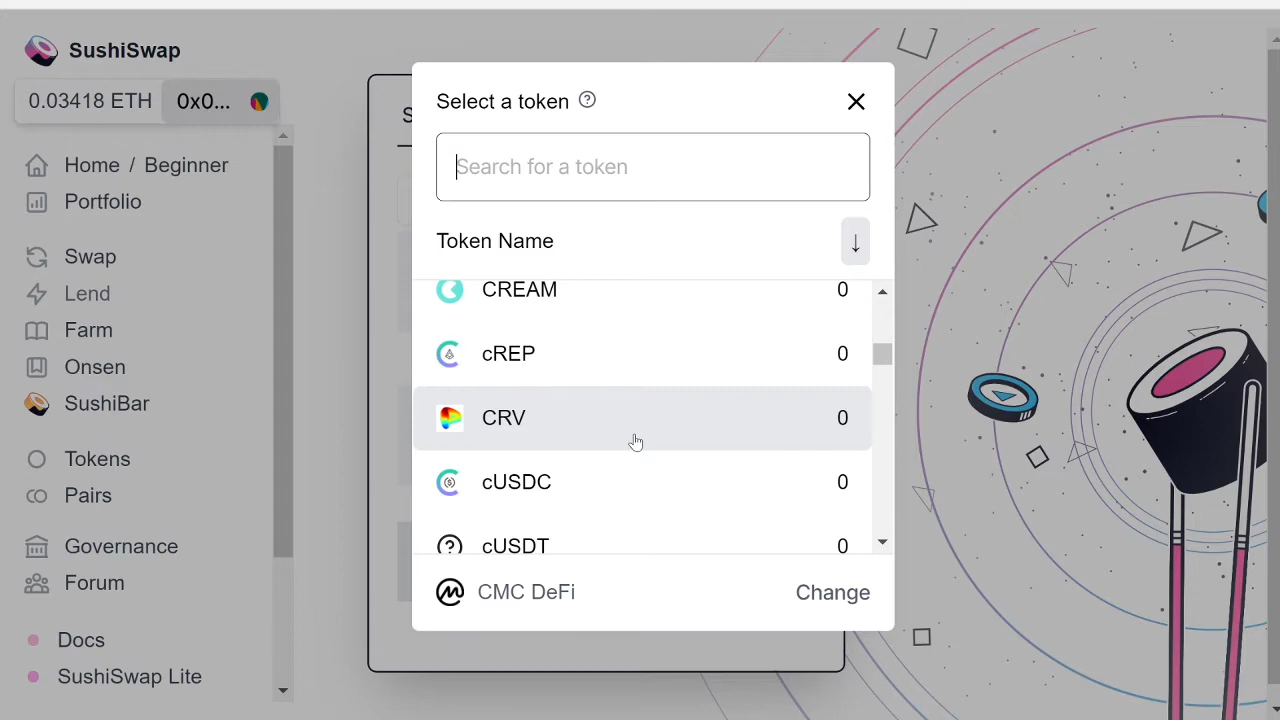 SushiSwap
0.03418 ETH 0x0...
Home / Beginner
Portfolio
Swap
Lend
Farm
Onsen
SushiBar
Tokens
Pairs
Governance
Forum
Docs
SushiSwap Lite
S
Select a token ?
Search for a token
Token Name ↓
CREAM 0
cREP 0
CRV 0
cUSDC 0
cUSDT 0
CMC DeFi Change